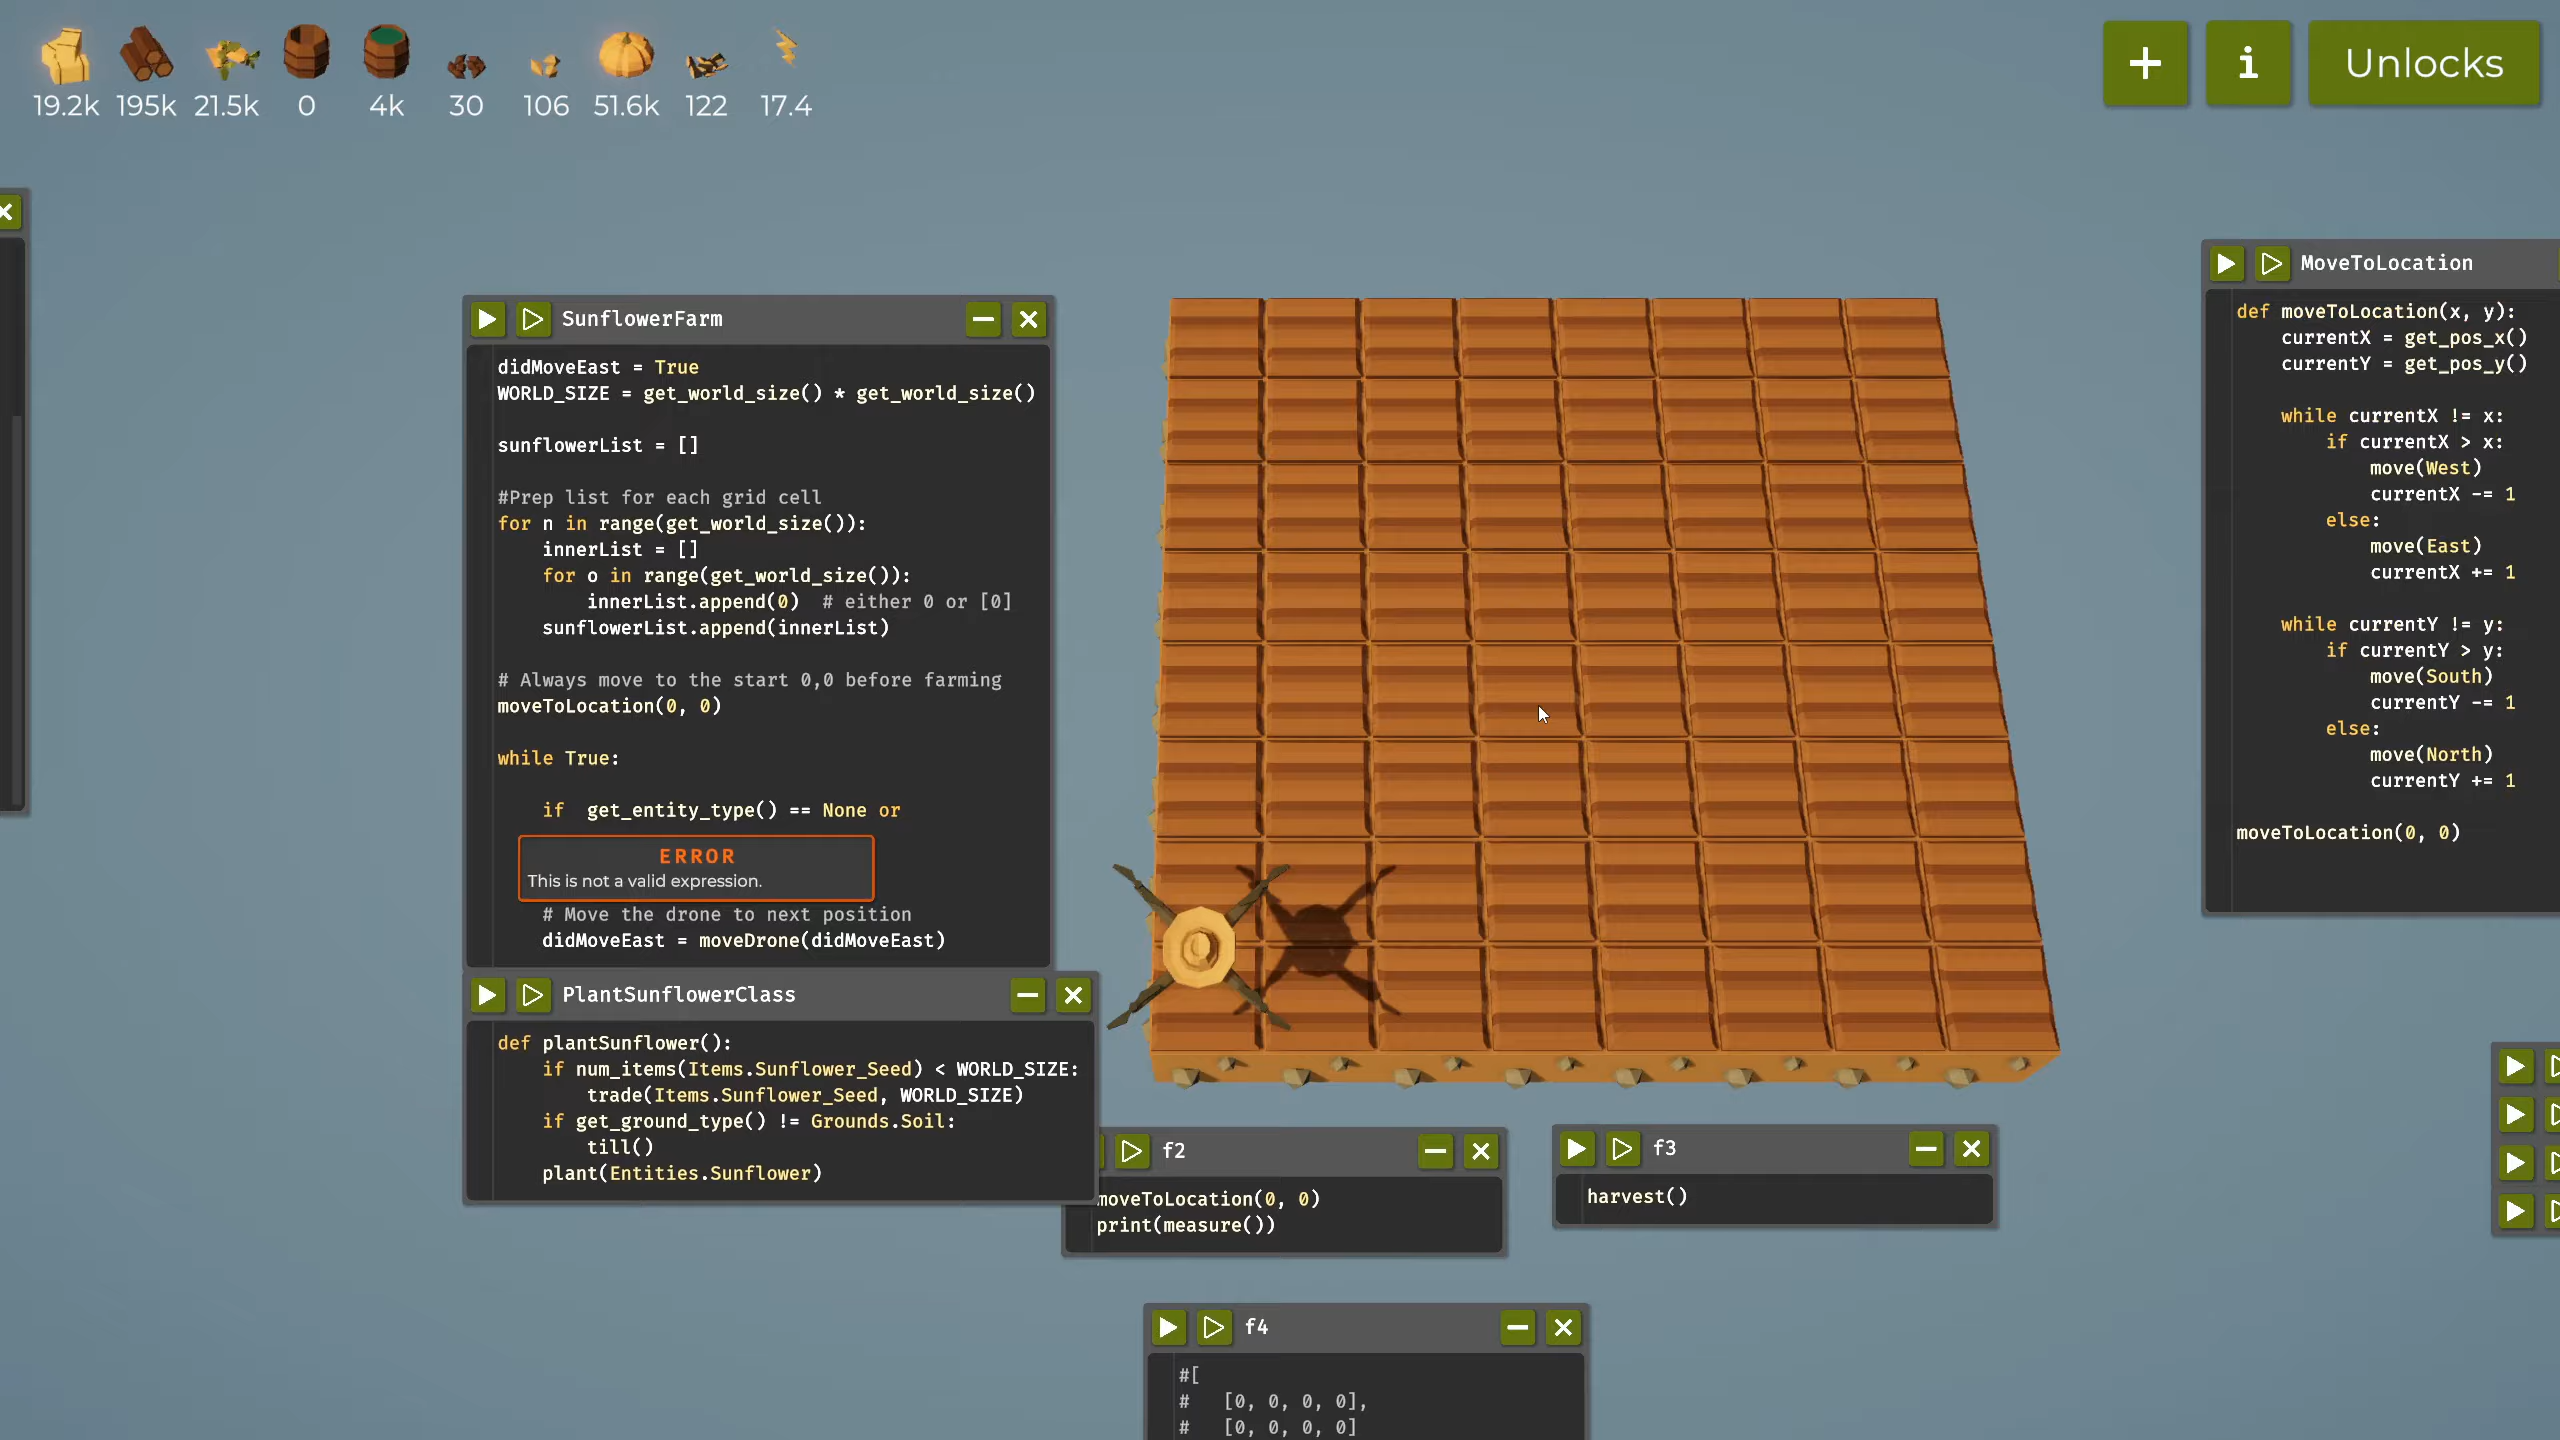 19.2k 195k 21.5k 0 4k 30 106 51.6k 122 17.4
+ i Unlocks
SunflowerFarm
didMoveEast = True
WORLD_SIZE = get_world_size() * get_world_size()
sunflowerList = []
#Prep list for each grid cell
for n in range(get_world_size()):
innerList = []
for o in range(get_world_size()):
innerList.append(0)  # either 0 or [0]
sunflowerList.append(innerList)
# Always move to the start 0,0 before farming
moveToLocation(0, 0)
while True:
if  get_entity_type() == None or
ERROR
This is not a valid expression.
# Move the drone to next position
didMoveEast = moveDrone(didMoveEast)
PlantSunflowerClass
def plantSunflower():
if num_items(Items.Sunflower_Seed) < WORLD_SIZE:
trade(Items.Sunflower_Seed, WORLD_SIZE)
if get_ground_type() != Grounds.Soil:
till()
plant(Entities.Sunflower)
f2
moveToLocation(0, 0)
print(measure())
f3
harvest()
f4
#[
#   [0, 0, 0, 0],
#   [0, 0, 0, 0]
MoveToLocation
def moveToLocation(x, y):
currentX = get_pos_x()
currentY = get_pos_y()
while currentX != x:
if currentX > x:
move(West)
currentX -= 1
else:
move(East)
currentX += 1
while currentY != y:
if currentY > y:
move(South)
currentY -= 1
else:
move(North)
currentY += 1
moveToLocation(0, 0)